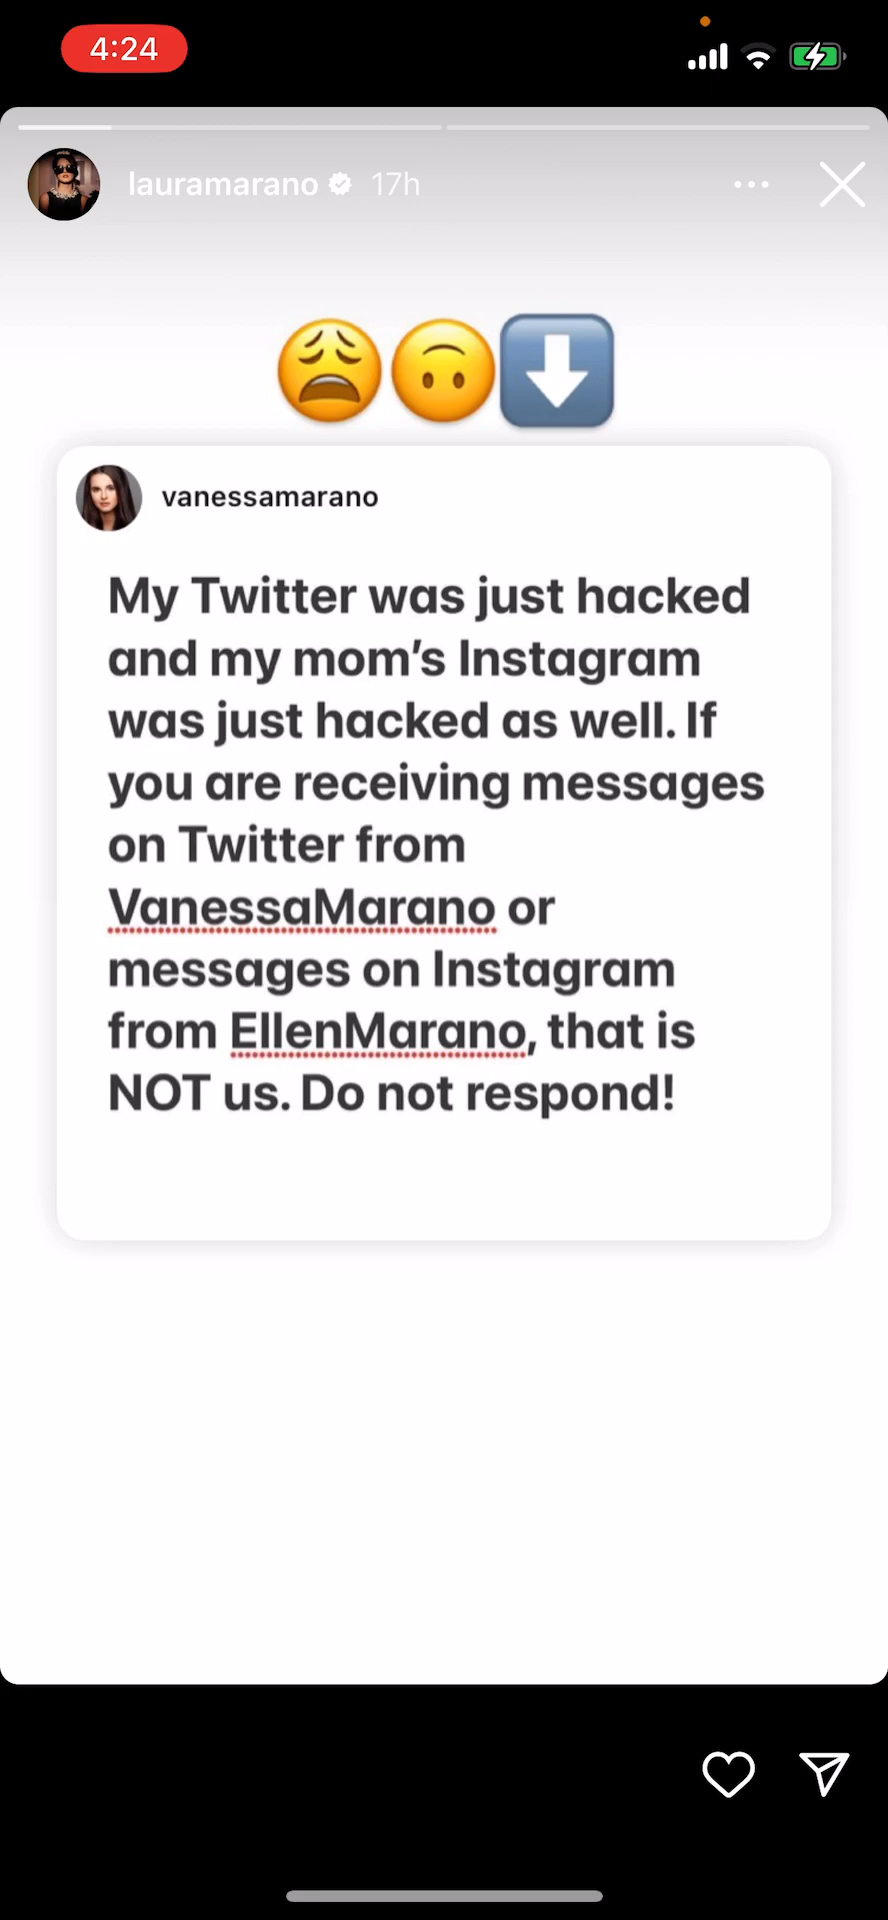 4:24
lauramarano 17h
vanessamarano
My Twitter was just hacked
and my mom's Instagram
was just hacked as well. If
you are receiving messages
on Twitter from
VanessaMarano or
messages on Instagram
from EllenMarano, that is
NOT us. Do not respond!